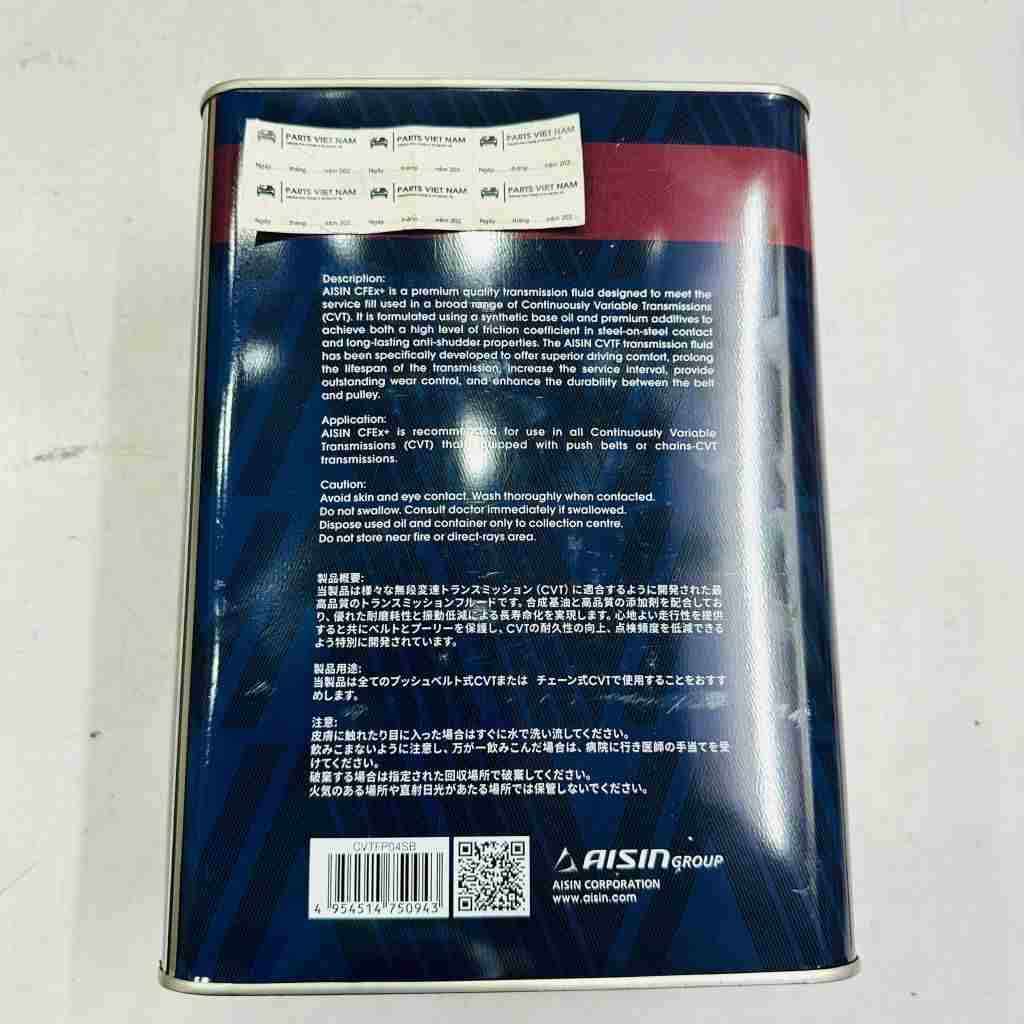 PARTS VIET NAM PARTS VIET NAM PARTS VIET NAM
Ngày tháng năm 202 Ngày tháng năm 202 Ngày tháng năm 202
PARTS VIET NAM PARTS VIET NAM PARTS VIET NAM
Ngày tháng năm 202 Ngày tháng năm 202 Ngày tháng năm 202
Description:
AISIN CFEx+ is a premium quality transmission fluid designed to meet the
service fill used in a broad range of Continuously Variable Transmissions
(CVT). It is formulated using a synthetic base oil and premium additives to
achieve both a high level of friction coefficient in steel-on-steel contact
and long-lasting anti-shudder properties. The AISIN CVTF transmission fluid
has been specifically developed to offer superior driving comfort, prolong
the lifespan of the transmission, increase the service interval, provide
outstanding wear control, and enhance the durability between the belt
and pulley.
Application:
AISIN CFEx+ is recommended for use in all Continuously Variable
Transmissions (CVT) that equipped with push belts or chains-CVT
transmissions.
Caution:
Avoid skin and eye contact. Wash thoroughly when contacted.
Do not swallow. Consult doctor immediately if swallowed.
Dispose used oil and container only to collection centre.
Do not store near fire or direct-rays area.
製品概要:
当製品は様々な無段変速トランスミッション(CVT)に適合するように開発された最
高品質のトランスミッションフルードです。合成基油と高品質の添加剤を配合してお
り、優れた耐磨耗性と振動低減による長寿命化を実現します。心地よい走行性を提供
すると共にベルトとプーリーを保護し、CVTの耐久性の向上、点検頻度を低減できる
よう特別に開発されています。
製品用途:
当製品は全てのプッシュベルト式CVTまたは チェーン式CVTで使用することをおすす
めします。
注意:
皮膚に触れたり目に入った場合はすぐに水で洗い流してください。
飲みこまないように注意し、万が一飲みこんだ場合は、病院に行き医師の手当てを受
けてください。
破棄する場合は指定された回収場所で破棄してください。
火気のある場所や直射日光があたる場所では保管しないでください。
CVTFP04SB
4 954514 750943
AISIN GROUP
AISIN CORPORATION
www.aisin.com